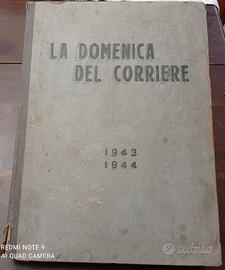 LA DOMENICA
DEL CORRIERE
1943
1944
REDMI NOTE 9
AI QUAD CAMERA
subito